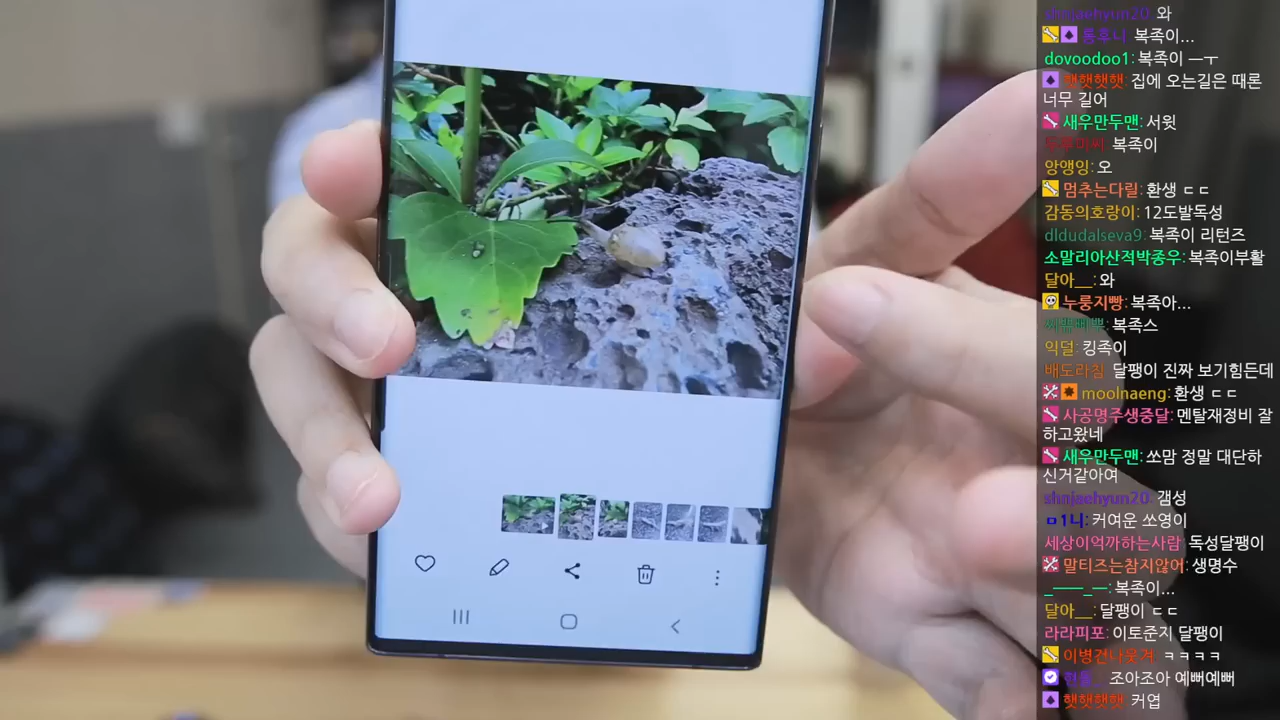 shnjaehyun20: 와
통후니: 복족이...
dovoodoo1: 복족이 ㅡㅜ
햇햇햇햇: 집에 오는길은 때론
너무 길어
새우만두맨: 서윗
복족이
앙앵잉: 오
멈추는다릴: 환생 ㄷㄷ
감동의호랑이: 12도발독성
dldudalseva9: 복족이 리턴즈
소말리아산적박종우: 복족이부활
달아__: 와
누룽지빵: 복족아...
복족스
익덜: 킹족이
배도라침: 달팽이 진짜 보기힘든데
moolnaeng: 환생 ㄷㄷ
사공명주생중달: 멘탈재정비 잘
하고왔네
새우만두맨: 쏘맘 정말 대단하
신거같아여
shnjaehyun20: 갬성
ㅁ1니: 커여운 쏘영이
세상이억까하는사람: 독성달팽이
말티즈는참지않어: 생명수
_——_—: 복족이...
달아__: 달팽이 ㄷㄷ
라라피포: 이토준지 달팽이
이병건나웃겨: ㅋㅋㅋㅋ
조아조아 예뻐예뻐
햇햇햇햇: 커엽